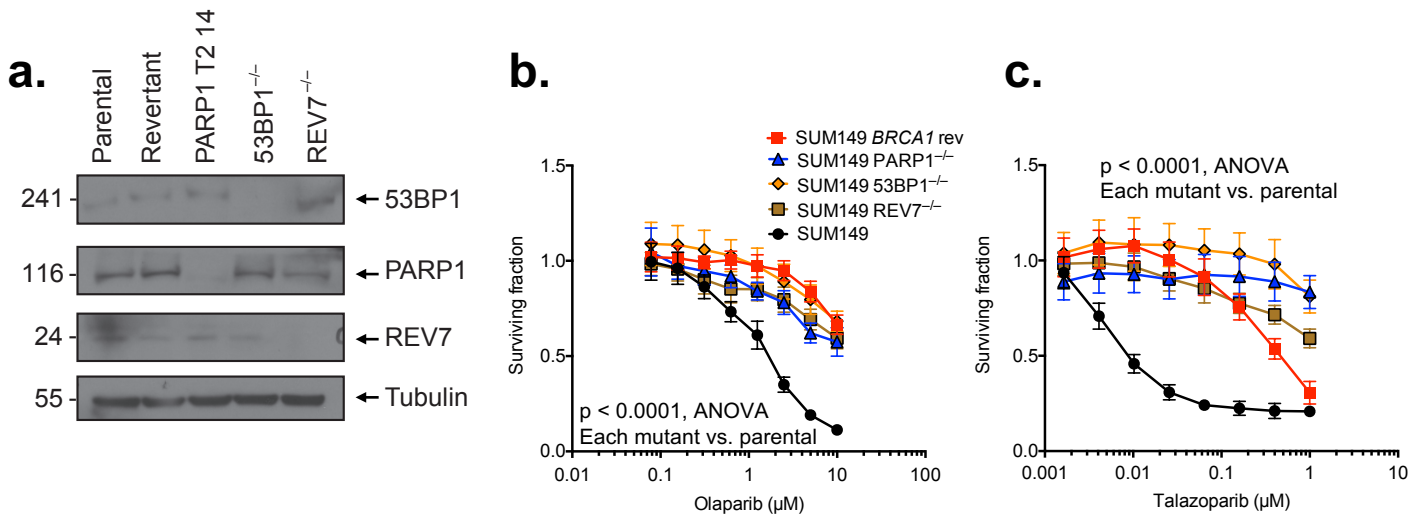 a.
Parental
Revertant
PARP1 T2 14
53BP1–/–
REV7–/–
241
53BP1
116
PARP1
24
REV7
55
Tubulin
b.
SUM149 BRCA1 rev
SUM149 PARP1–/–
SUM149 53BP1–/–
SUM149 REV7–/–
SUM149
Surviving fraction
1.5
1.0
0.5
0.0
p < 0.0001, ANOVA
Each mutant vs. parental
0.01
0.1
1
10
100
Olaparib (µM)
c.
p < 0.0001, ANOVA
Each mutant vs. parental
Surviving fraction
1.5
1.0
0.5
0.0
0.001
0.01
0.1
1
10
Talazoparib (µM)